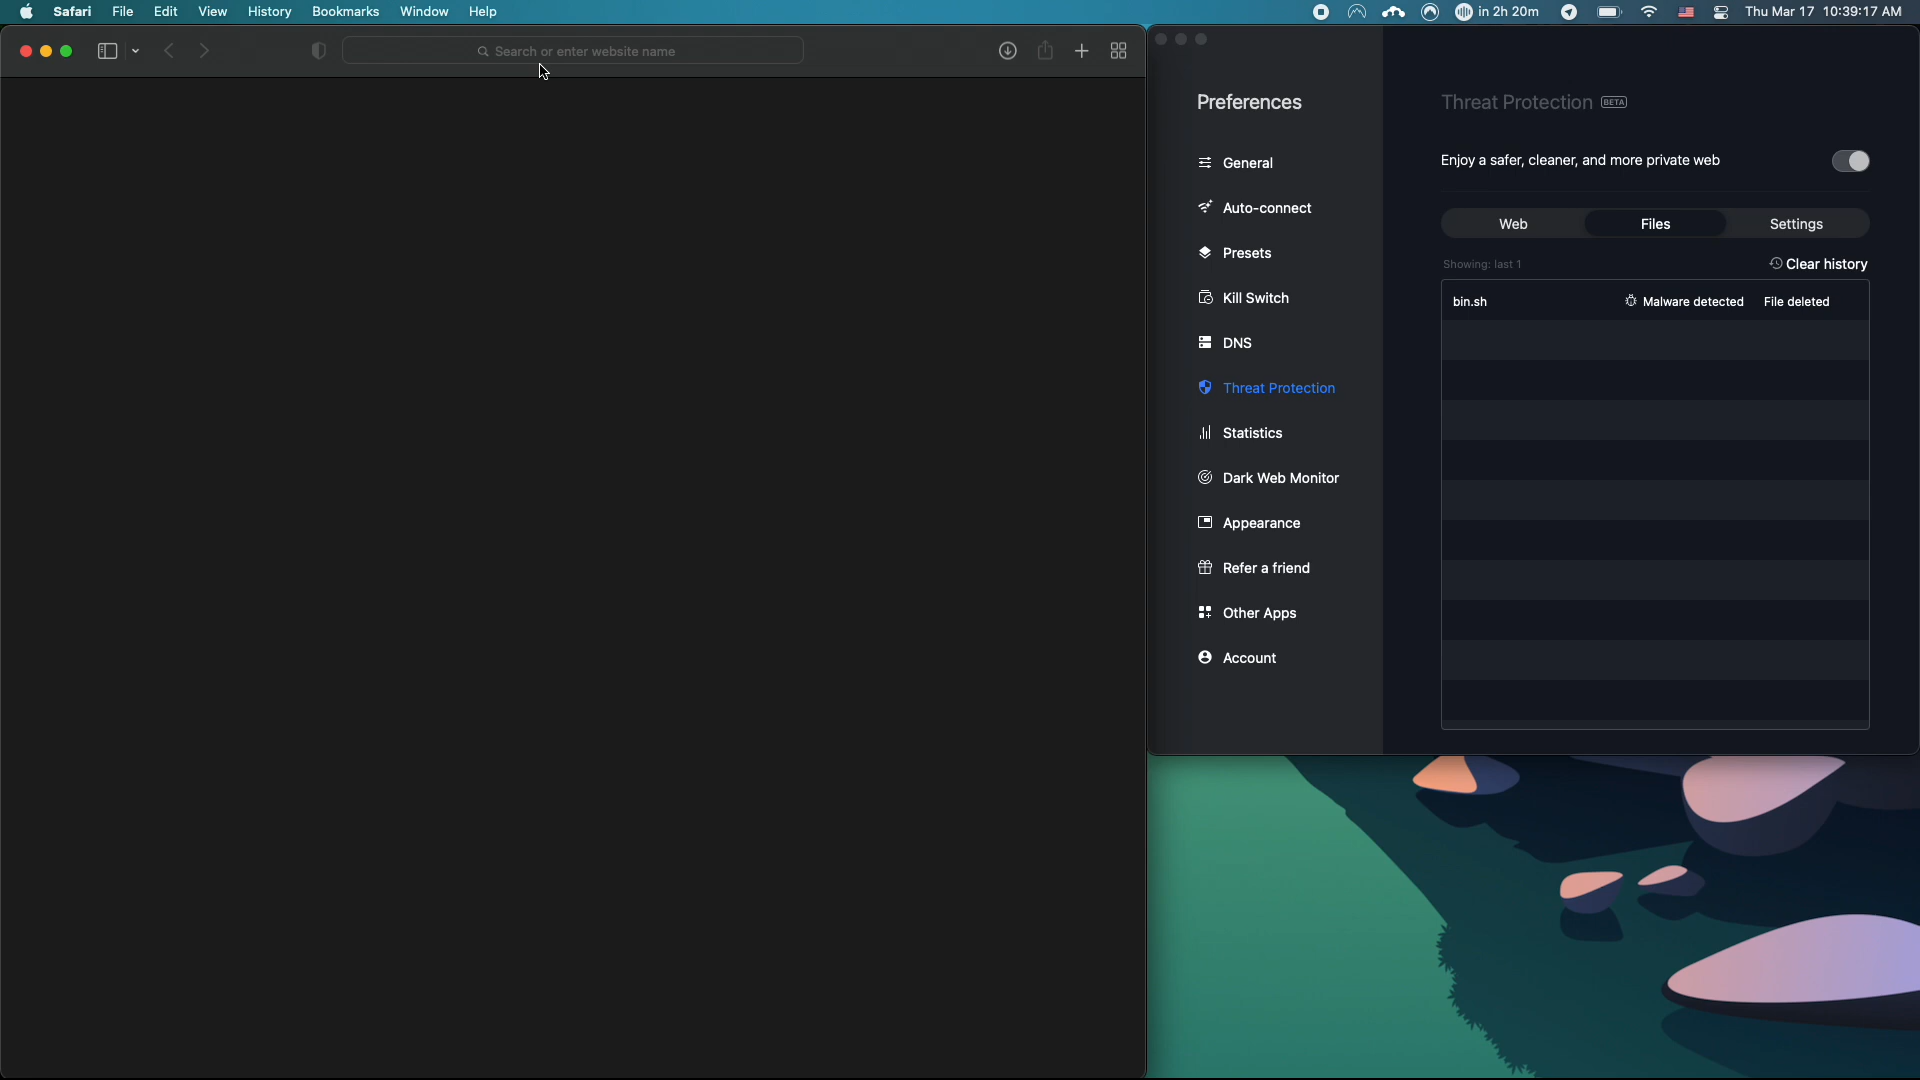 Safari File Edit View History Bookmarks Window Help in 2h 20m Thu Mar 17 10:39:17 AM
Search or enter website name
Preferences
General
Auto-connect
Presets
Kill Switch
DNS
Threat Protection
Statistics
Dark Web Monitor
Appearance
Refer a friend
Other Apps
Account
Threat Protection BETA
Enjoy a safer, cleaner, and more private web
Web Files Settings
Showing: last 1 Clear history
bin.sh Malware detected File deleted